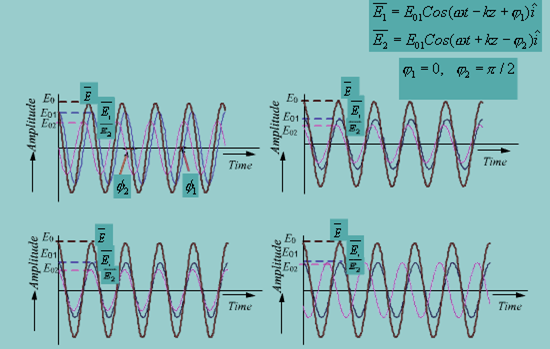 E̅₁ = E₀₁Cos(ωt − kz + φ₁)î
E̅₂ = E₀₁Cos(ωt + kz − φ₂)î
φ₁ = 0, φ₂ = π / 2
Amplitude
E₀
E₀₁
E₀₂
E̅
E̅₁
E̅₂
ϕ₂
ϕ₁
Time
Amplitude
E₀
E₀₁
E₀₂
E̅
E̅₁
E̅₂
Time
Amplitude
E₀
E₀₁
E₀₂
E̅
E̅₁
E̅₂
Time
Amplitude
E₀
E₀₁
E₀₂
E̅
E̅₁
E̅₂
Time